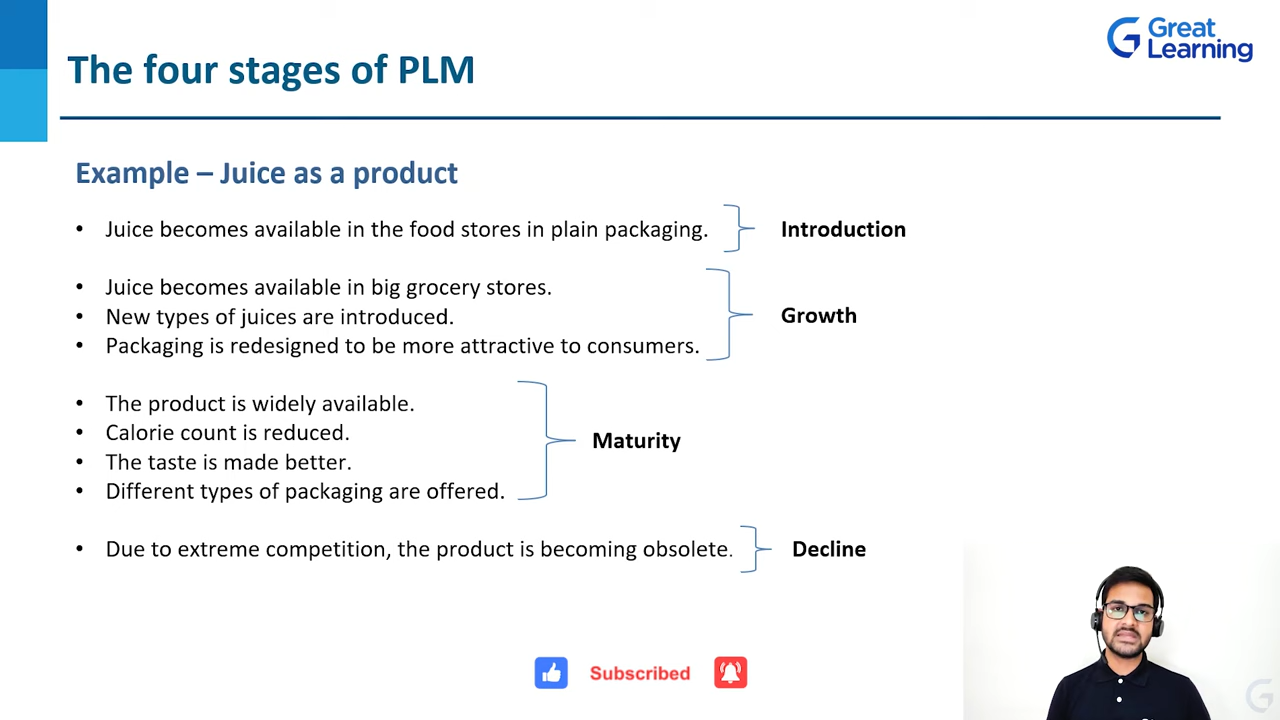 The four stages of PLM
Great
Learning
Example – Juice as a product
• Juice becomes available in the food stores in plain packaging.
Introduction
• Juice becomes available in big grocery stores.
• New types of juices are introduced.
• Packaging is redesigned to be more attractive to consumers.
Growth
• The product is widely available.
• Calorie count is reduced.
• The taste is made better.
• Different types of packaging are offered.
Maturity
• Due to extreme competition, the product is becoming obsolete.
Decline
Subscribed